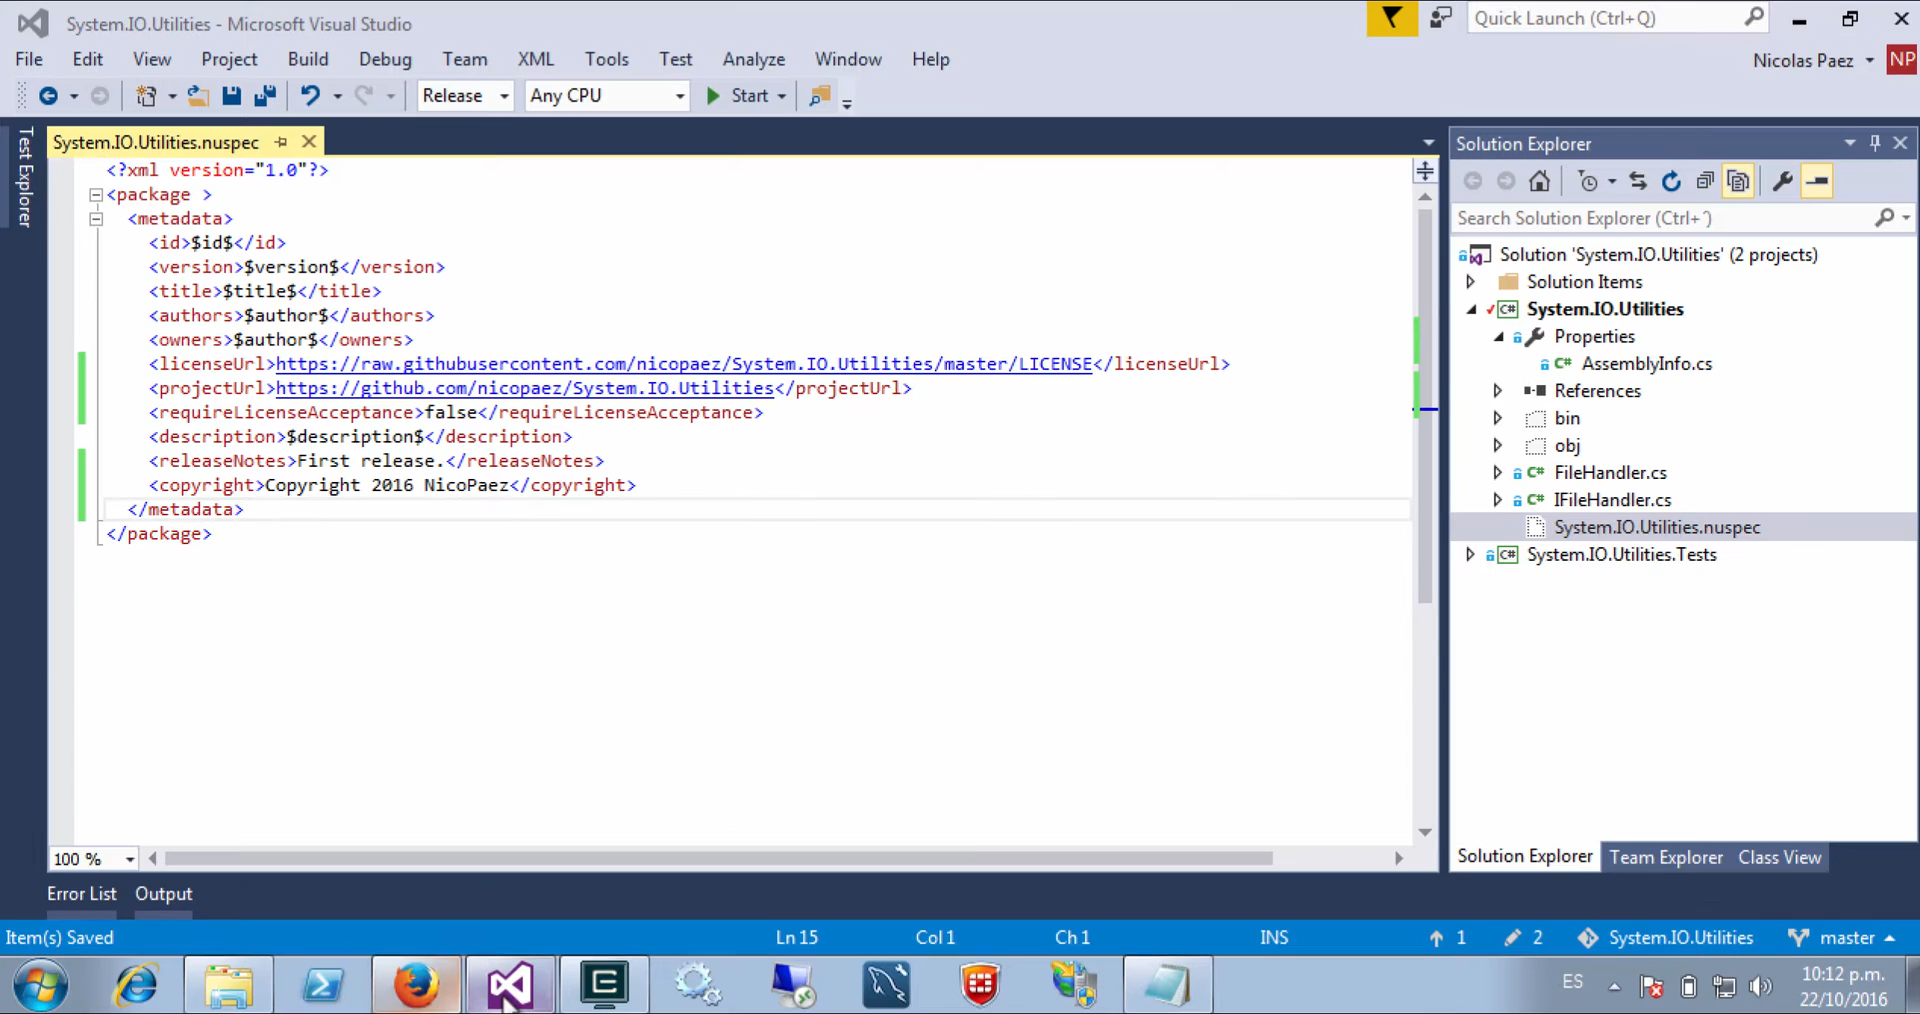 System.IO.Utilities - Microsoft Visual Studio
Quick Launch (Ctrl+Q)
File Edit View Project Build Debug Team XML Tools Test Analyze Window Help
Nicolas Paez NP
Release Any CPU Start
Test Explorer
System.IO.Utilities.nuspec
<?xml version="1.0"?>
<package >
<metadata>
<id>$id$</id>
<version>$version$</version>
<title>$title$</title>
<authors>$author$</authors>
<owners>$author$</owners>
<licenseUrl>https://raw.githubusercontent.com/nicopaez/System.IO.Utilities/master/LICENSE</licenseUrl>
<projectUrl>https://github.com/nicopaez/System.IO.Utilities</projectUrl>
<requireLicenseAcceptance>false</requireLicenseAcceptance>
<description>$description$</description>
<releaseNotes>First release.</releaseNotes>
<copyright>Copyright 2016 NicoPaez</copyright>
</metadata>
</package>
100 %
Solution Explorer
Search Solution Explorer (Ctrl+´)
Solution 'System.IO.Utilities' (2 projects)
Solution Items
C# System.IO.Utilities
Properties
C# AssemblyInfo.cs
References
bin
obj
C# FileHandler.cs
C# IFileHandler.cs
System.IO.Utilities.nuspec
C# System.IO.Utilities.Tests
Solution Explorer Team Explorer Class View
Error List Output
Item(s) Saved Ln 15 Col 1 Ch 1 INS 1 2 System.IO.Utilities master
ES
10:12 p.m.
22/10/2016